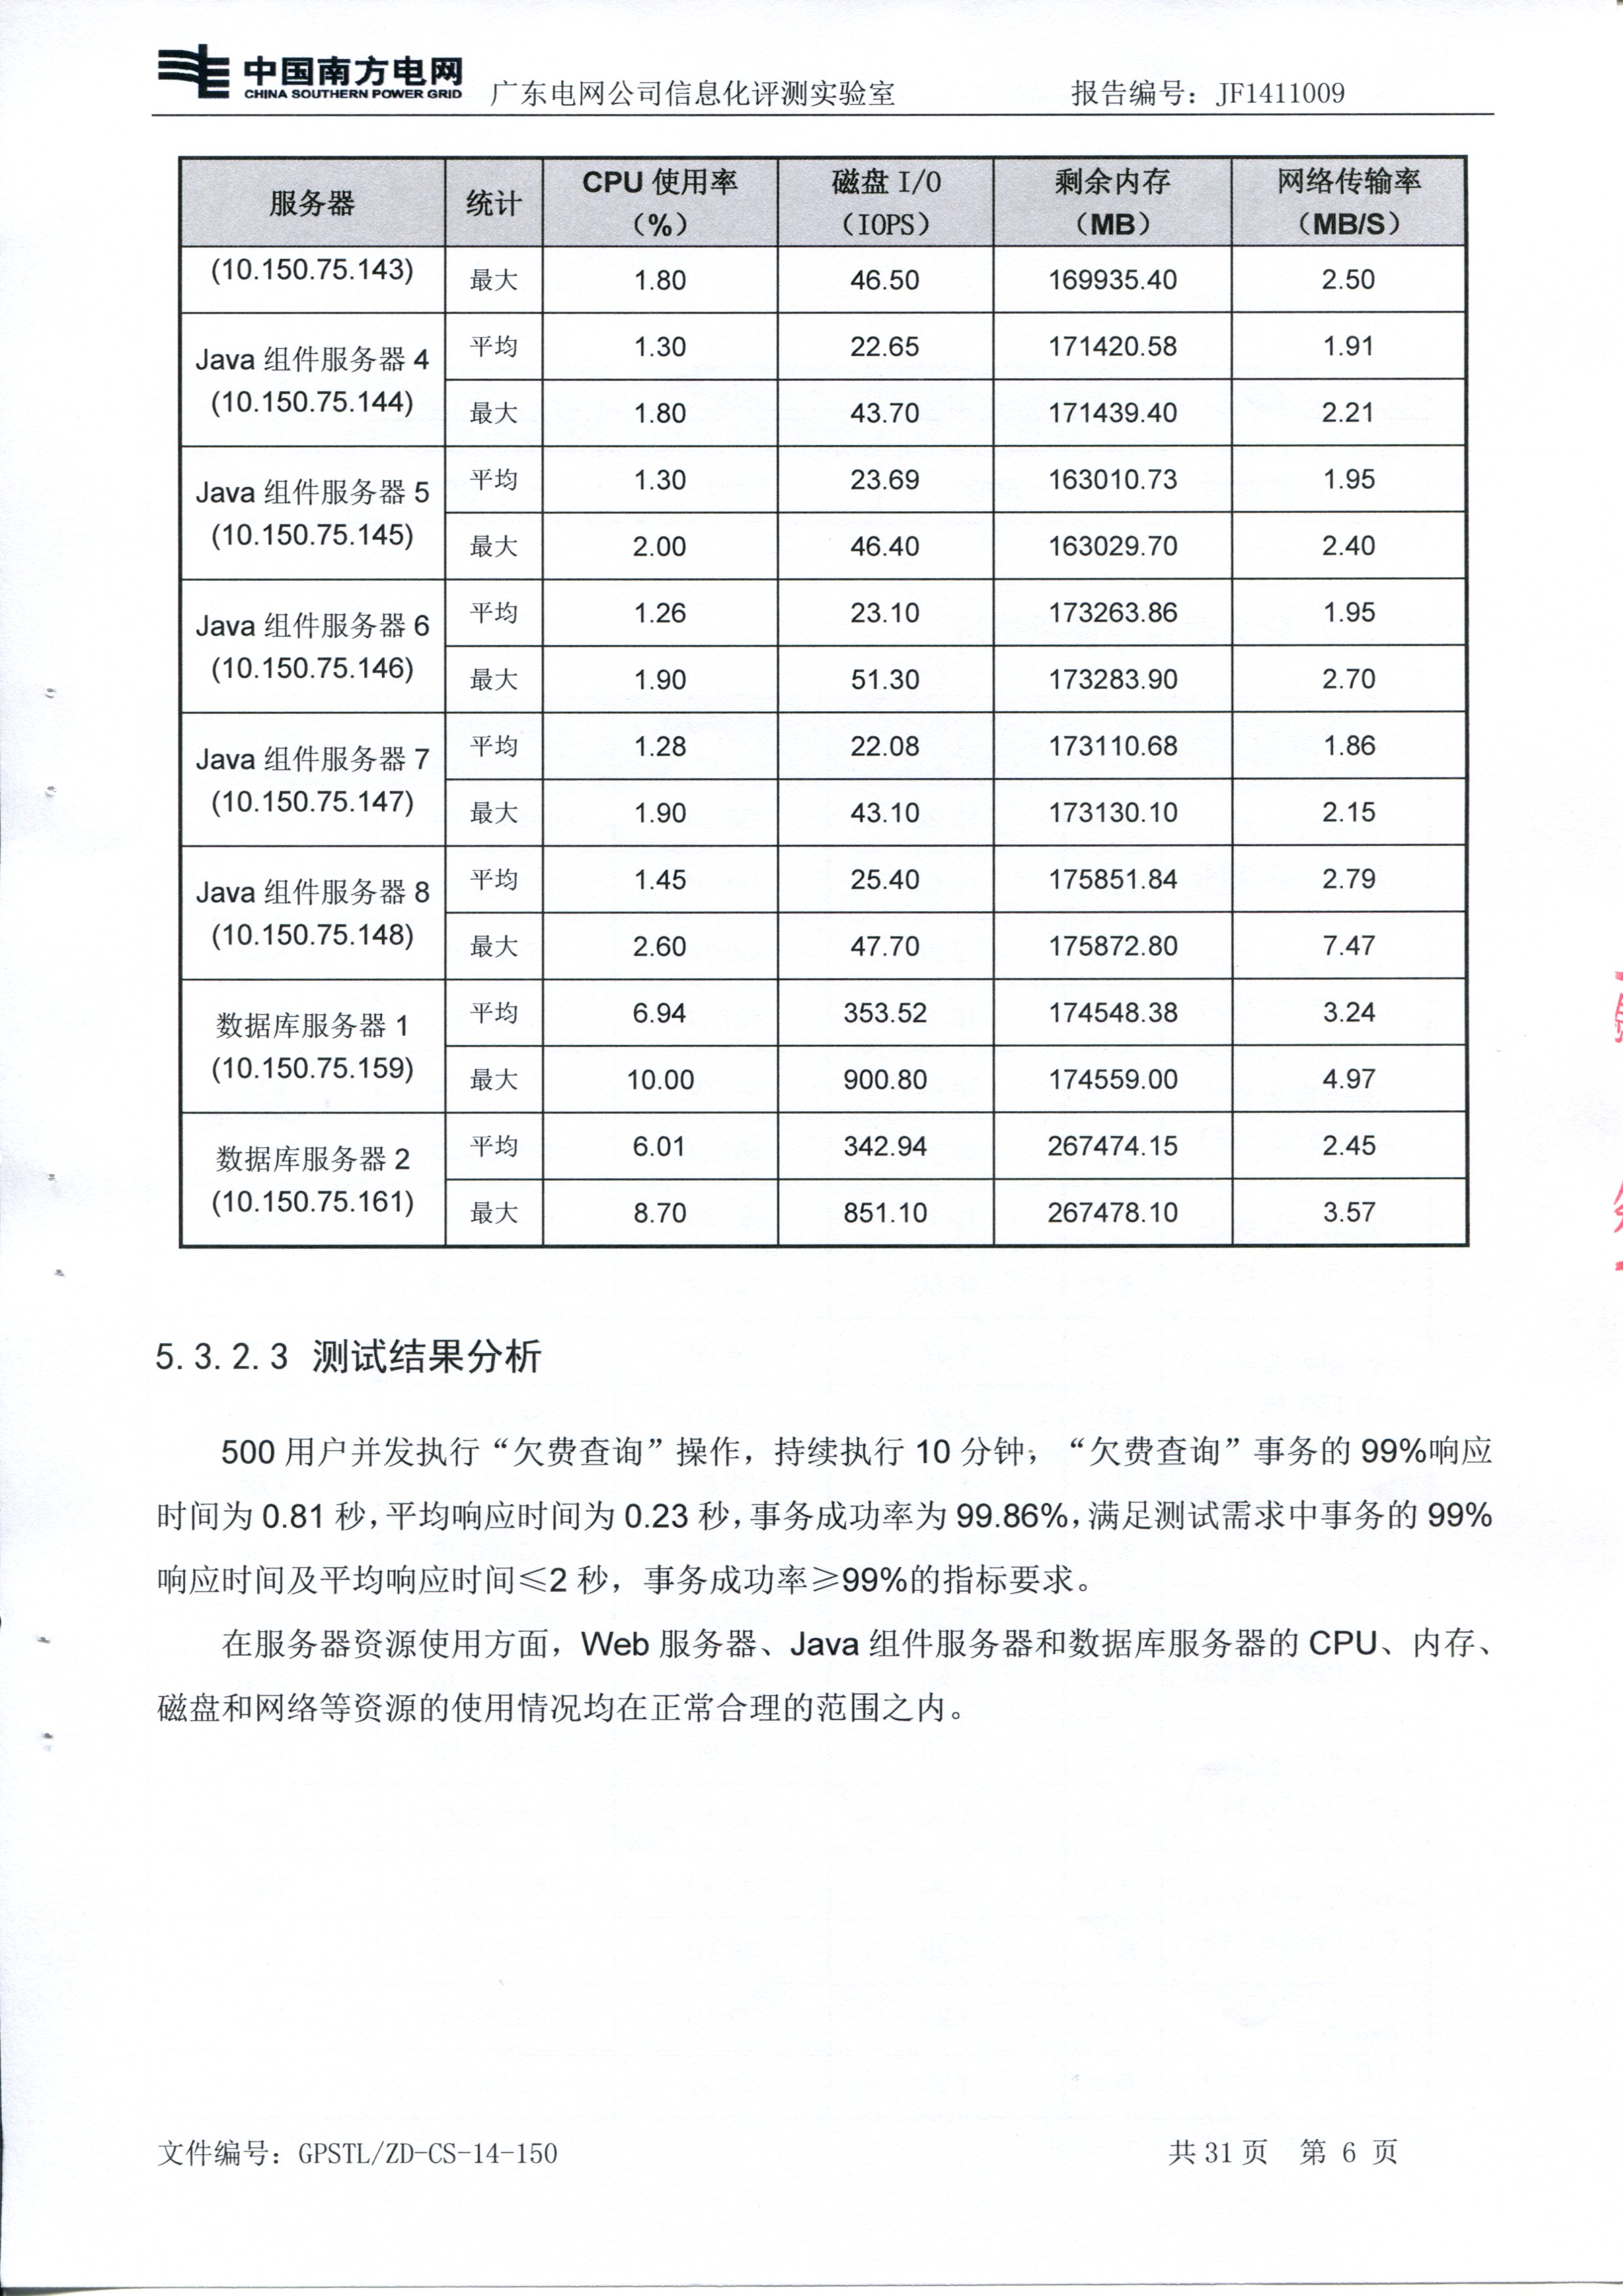 中国南方电网
CHINA SOUTHERN POWER GRID
广东电网公司信息化评测实验室 报告编号：JF1411009
服务器 统计 CPU 使用率（%） 磁盘 I/O（IOPS） 剩余内存（MB） 网络传输率（MB/S）
(10.150.75.143) 最大 1.80 46.50 169935.40 2.50
Java 组件服务器 4 (10.150.75.144) 平均 1.30 22.65 171420.58 1.91
最大 1.80 43.70 171439.40 2.21
Java 组件服务器 5 (10.150.75.145) 平均 1.30 23.69 163010.73 1.95
最大 2.00 46.40 163029.70 2.40
Java 组件服务器 6 (10.150.75.146) 平均 1.26 23.10 173263.86 1.95
最大 1.90 51.30 173283.90 2.70
Java 组件服务器 7 (10.150.75.147) 平均 1.28 22.08 173110.68 1.86
最大 1.90 43.10 173130.10 2.15
Java 组件服务器 8 (10.150.75.148) 平均 1.45 25.40 175851.84 2.79
最大 2.60 47.70 175872.80 7.47
数据库服务器 1 (10.150.75.159) 平均 6.94 353.52 174548.38 3.24
最大 10.00 900.80 174559.00 4.97
数据库服务器 2 (10.150.75.161) 平均 6.01 342.94 267474.15 2.45
最大 8.70 851.10 267478.10 3.57
5.3.2.3 测试结果分析
500 用户并发执行“欠费查询”操作，持续执行 10 分钟；“欠费查询”事务的 99%响应
时间为 0.81 秒，平均响应时间为 0.23 秒，事务成功率为 99.86%，满足测试需求中事务的 99%
响应时间及平均响应时间≤2 秒，事务成功率≥99%的指标要求。
在服务器资源使用方面，Web 服务器、Java 组件服务器和数据库服务器的 CPU、内存、
磁盘和网络等资源的使用情况均在正常合理的范围之内。
文件编号：GPSTL/ZD-CS-14-150 共 31 页 第 6 页